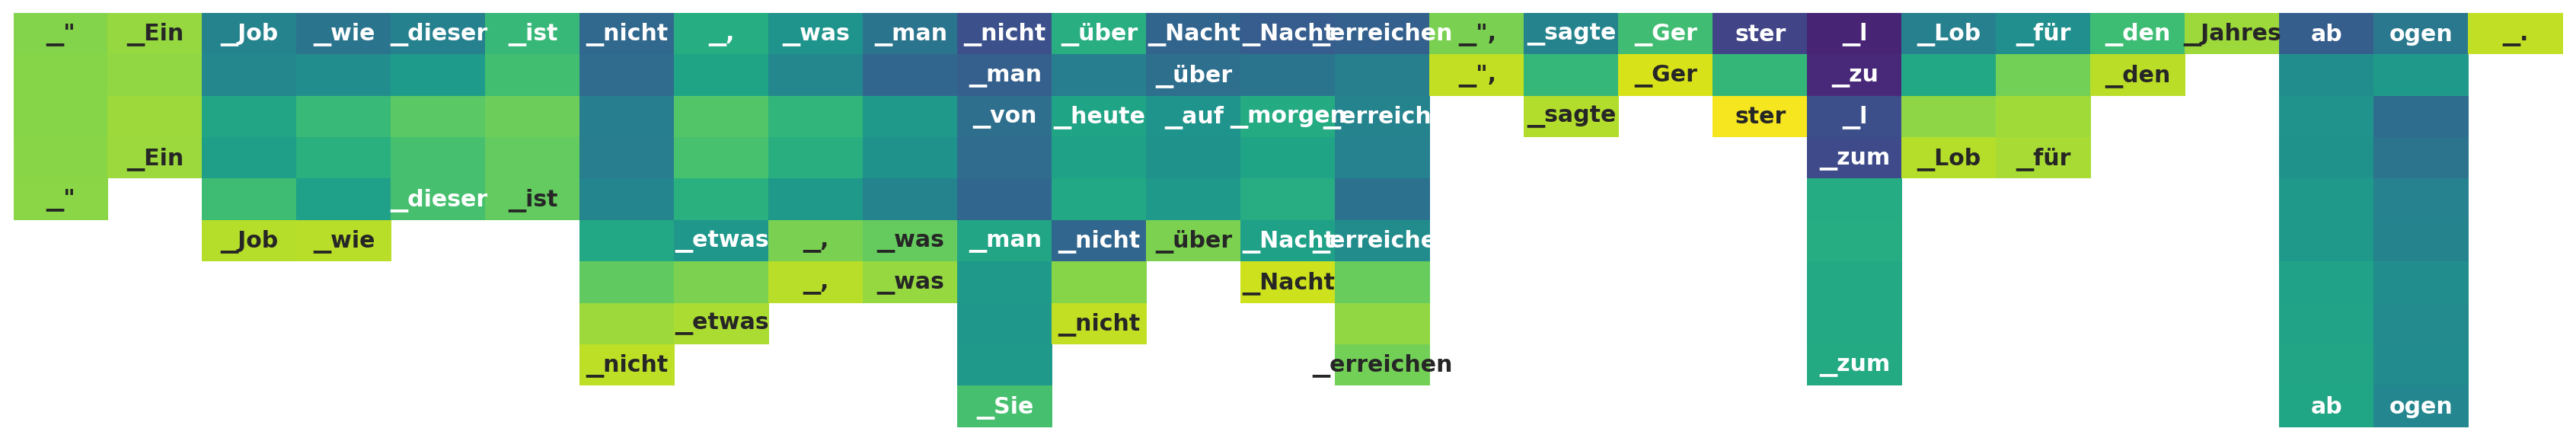 _" _Ein _Job _wie _dieser _ist _nicht _, _was _man _nicht _über _Nacht _Nacht _erreichen _", _sagte _Ger ster _I _Lob _für _den _Jahres ab ogen _.
_man _über _", _Ger _zu _den
_von _heute _auf _morgen _erreich _sagte ster _I
_Ein _zum _Lob _für
_" _dieser _ist
_Job _wie _etwas _, _was _man _nicht _über _Nacht _erreiche
_, _was _Nacht
_etwas _nicht
_nicht _erreichen _zum
_Sie ab ogen